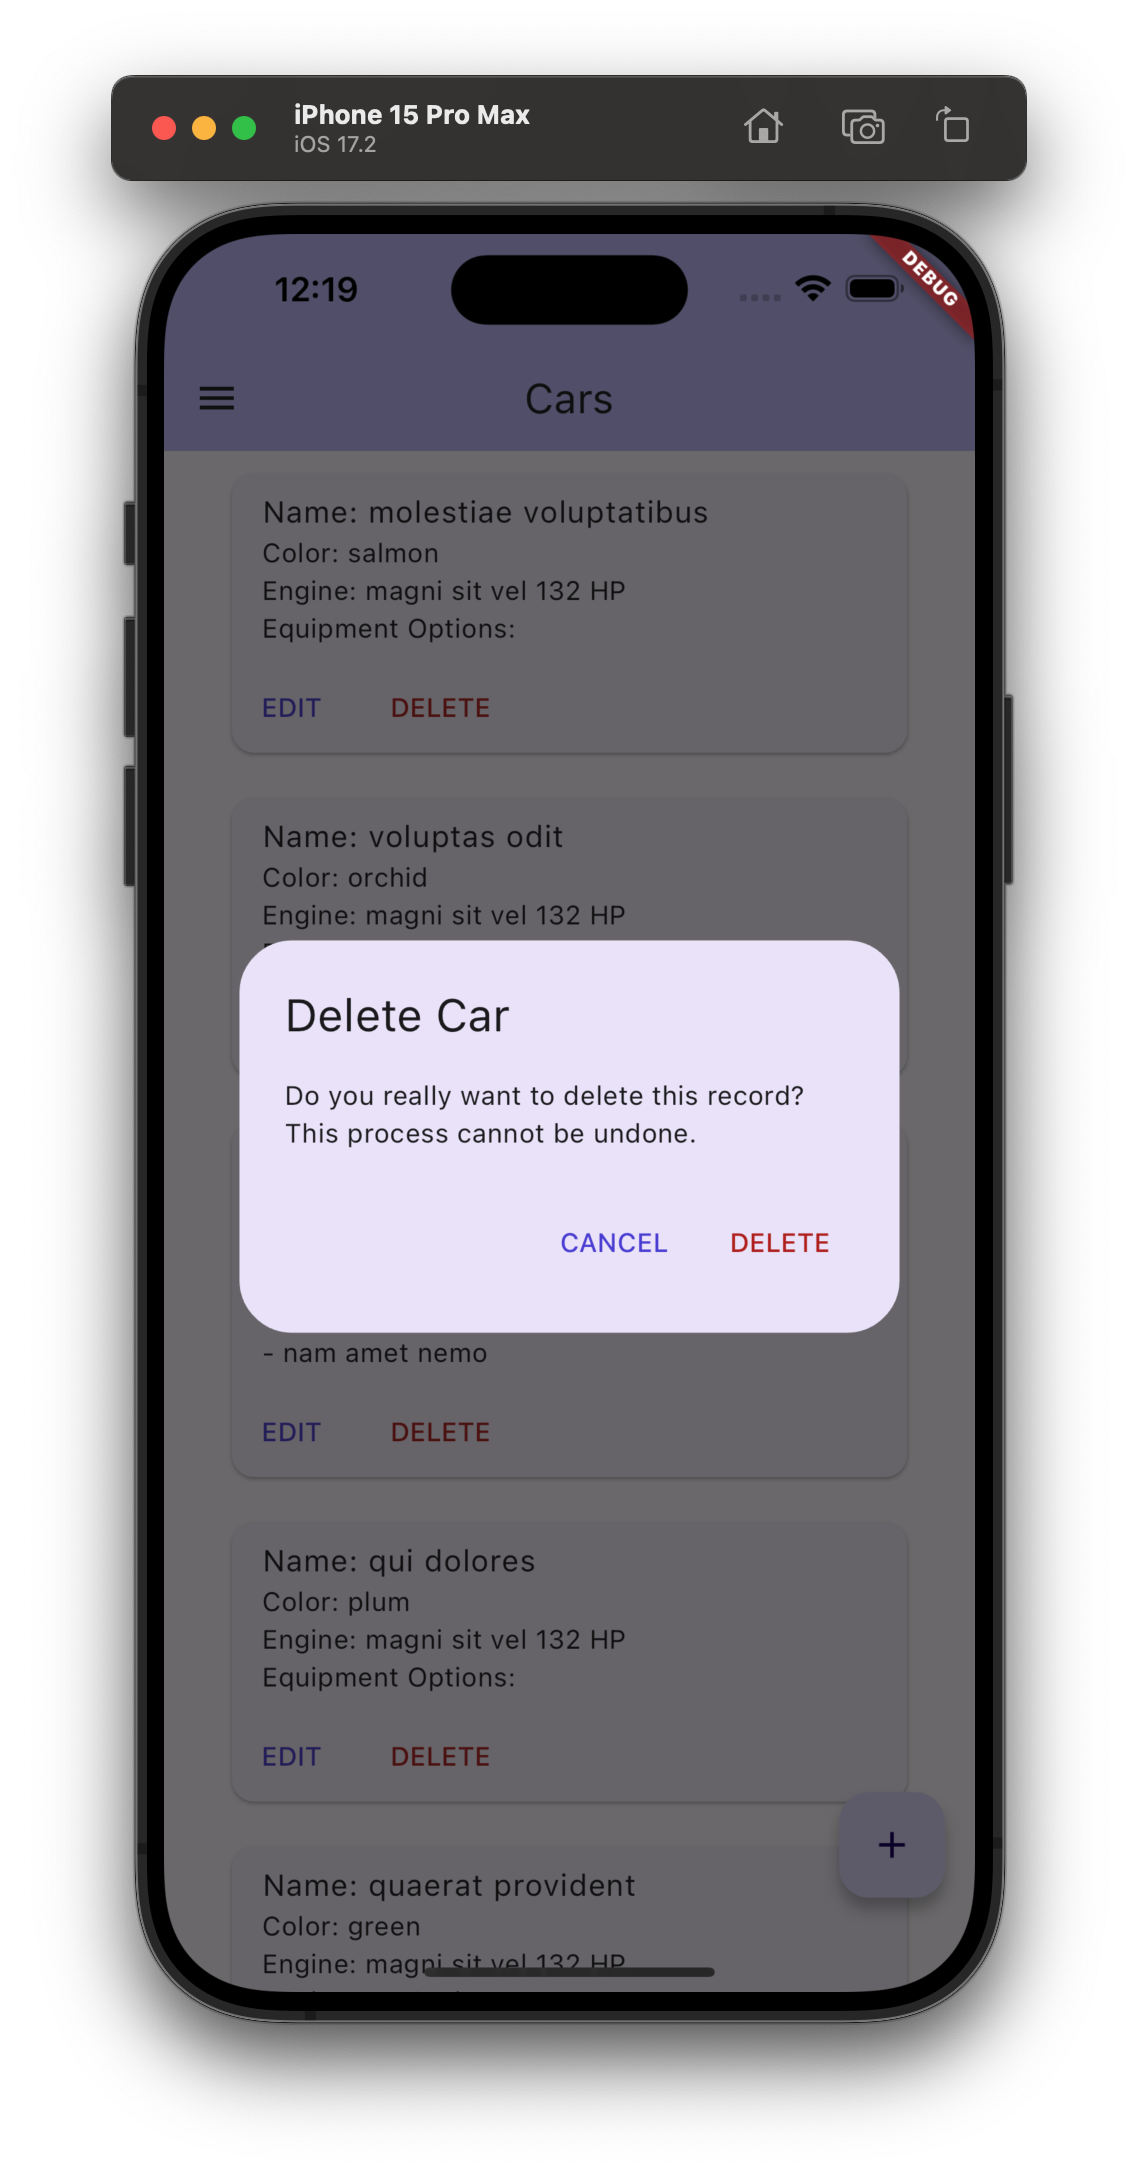 iPhone 15 Pro Max
iOS 17.2
12:19
DEBUG
Cars
Name: molestiae voluptatibus
Color: salmon
Engine: magni sit vel 132 HP
Equipment Options:
EDIT DELETE
Name: voluptas odit
Color: orchid
Engine: magni sit vel 132 HP
Delete Car
Do you really want to delete this record?
This process cannot be undone.
CANCEL DELETE
- nam amet nemo
EDIT DELETE
Name: qui dolores
Color: plum
Engine: magni sit vel 132 HP
Equipment Options:
EDIT DELETE
Name: quaerat provident
Color: green
Engine: magni sit vel 132 HP